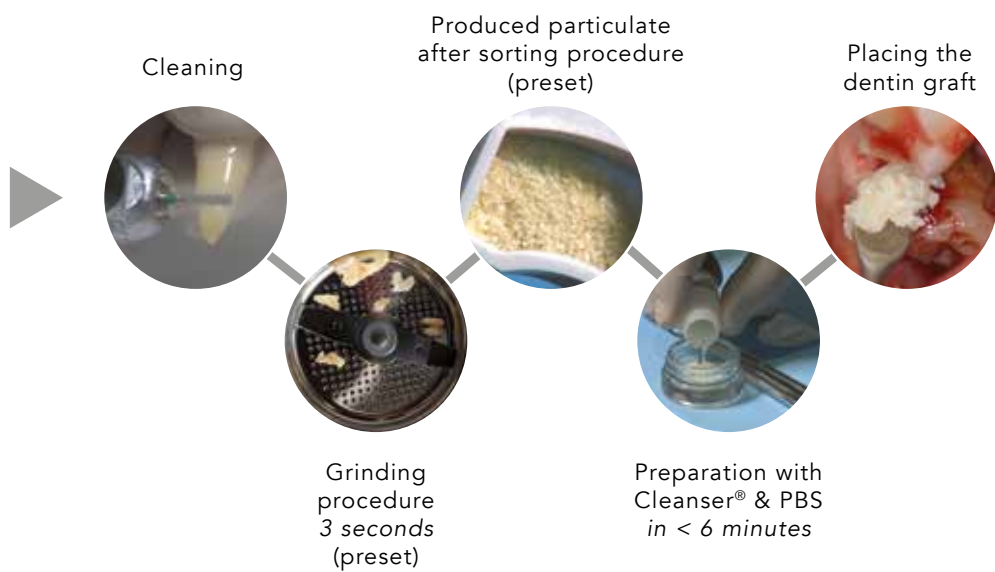 Cleaning
Grinding
procedure
3 seconds
(preset)
Produced particulate
after sorting procedure
(preset)
Preparation with
Cleanser® & PBS
in < 6 minutes
Placing the
dentin graft